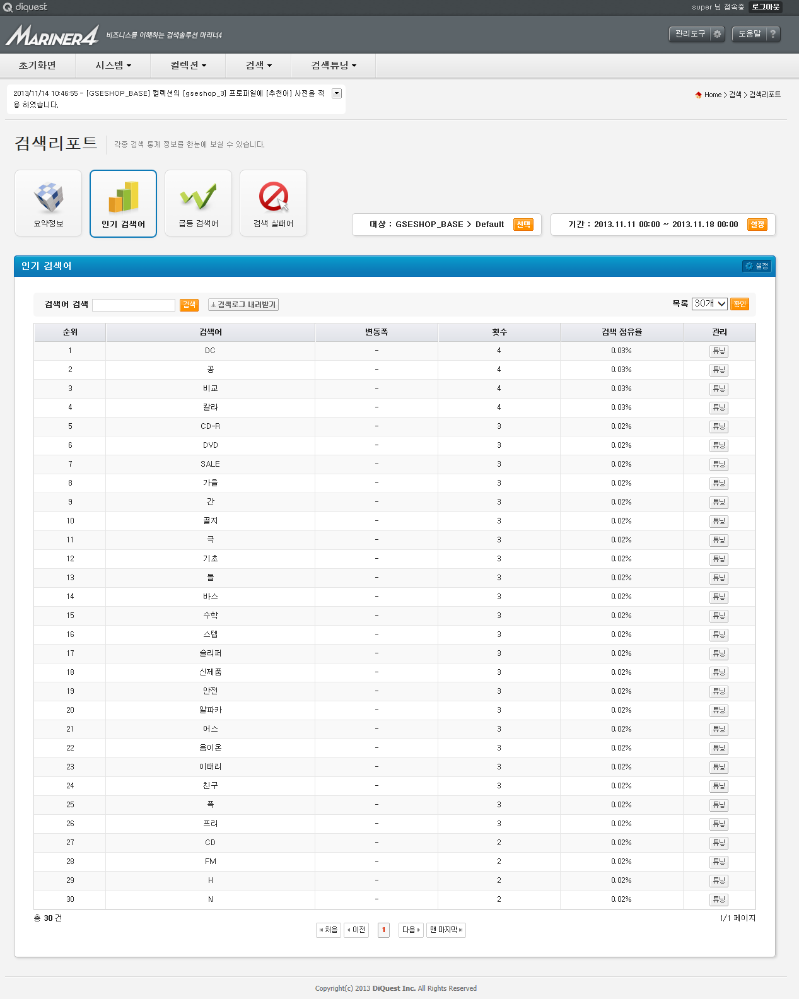 diquest
super 님 접속중 로그아웃
MARINER4 비즈니스를 이해하는 검색솔루션 마리너4
관리도구 도움말 ?
초기화면 시스템 컬렉션 검색 검색튜닝
2013/11/14 10:46:55 - [GSESHOP_BASE] 컬렉션의 [gseshop_3] 프로파일에 [추천어] 사전을 적
용 하였습니다.
Home > 검색 > 검색리포트
검색리포트 각종 검색 통계 정보를 한눈에 보실 수 있습니다.
요약정보 인기 검색어 급등 검색어 검색 실패어
대상 : GSESHOP_BASE > Default 선택
기간 : 2013.11.11 00:00 ~ 2013.11.18 00:00 설정
인기 검색어 설정
검색어 검색 검색 검색로그 내려받기 목록 30개 확인
순위 검색어 변동폭 횟수 검색 점유율 관리
1 DC - 4 0.03% 튜닝
2 공 - 4 0.03% 튜닝
3 비교 - 4 0.03% 튜닝
4 칼라 - 4 0.03% 튜닝
5 CD-R - 3 0.02% 튜닝
6 DVD - 3 0.02% 튜닝
7 SALE - 3 0.02% 튜닝
8 가을 - 3 0.02% 튜닝
9 간 - 3 0.02% 튜닝
10 골지 - 3 0.02% 튜닝
11 극 - 3 0.02% 튜닝
12 기초 - 3 0.02% 튜닝
13 돌 - 3 0.02% 튜닝
14 바스 - 3 0.02% 튜닝
15 수학 - 3 0.02% 튜닝
16 스텝 - 3 0.02% 튜닝
17 슬리퍼 - 3 0.02% 튜닝
18 신제품 - 3 0.02% 튜닝
19 안전 - 3 0.02% 튜닝
20 알파카 - 3 0.02% 튜닝
21 어스 - 3 0.02% 튜닝
22 음이온 - 3 0.02% 튜닝
23 이태리 - 3 0.02% 튜닝
24 친구 - 3 0.02% 튜닝
25 폭 - 3 0.02% 튜닝
26 프리 - 3 0.02% 튜닝
27 CD - 2 0.02% 튜닝
28 FM - 2 0.02% 튜닝
29 H - 2 0.02% 튜닝
30 N - 2 0.02% 튜닝
총 30 건 1/1 페이지
처음 이전 1 다음 맨 마지막
Copyright(c) 2013 DiQuest Inc. All Rights Reserved